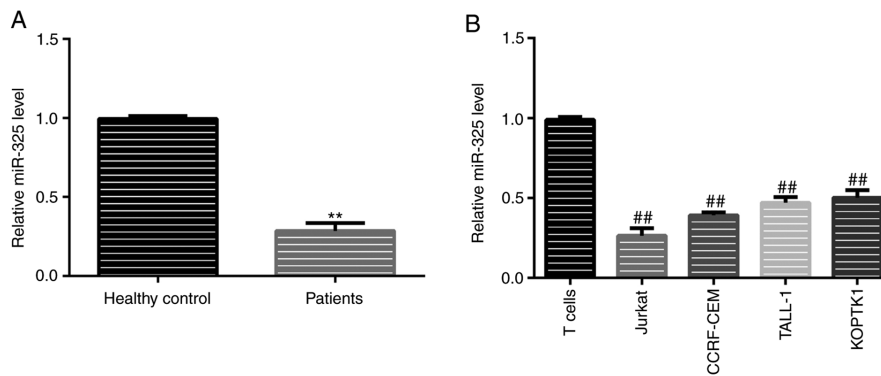 A
Relative miR-325 level
1.5
1.0
0.5
0.0
**
Healthy control
Patients
B
Relative miR-325 level
1.5
1.0
0.5
0.0
##
##
##
##
T cells
Jurkat
CCRF-CEM
TALL-1
KOPTK1